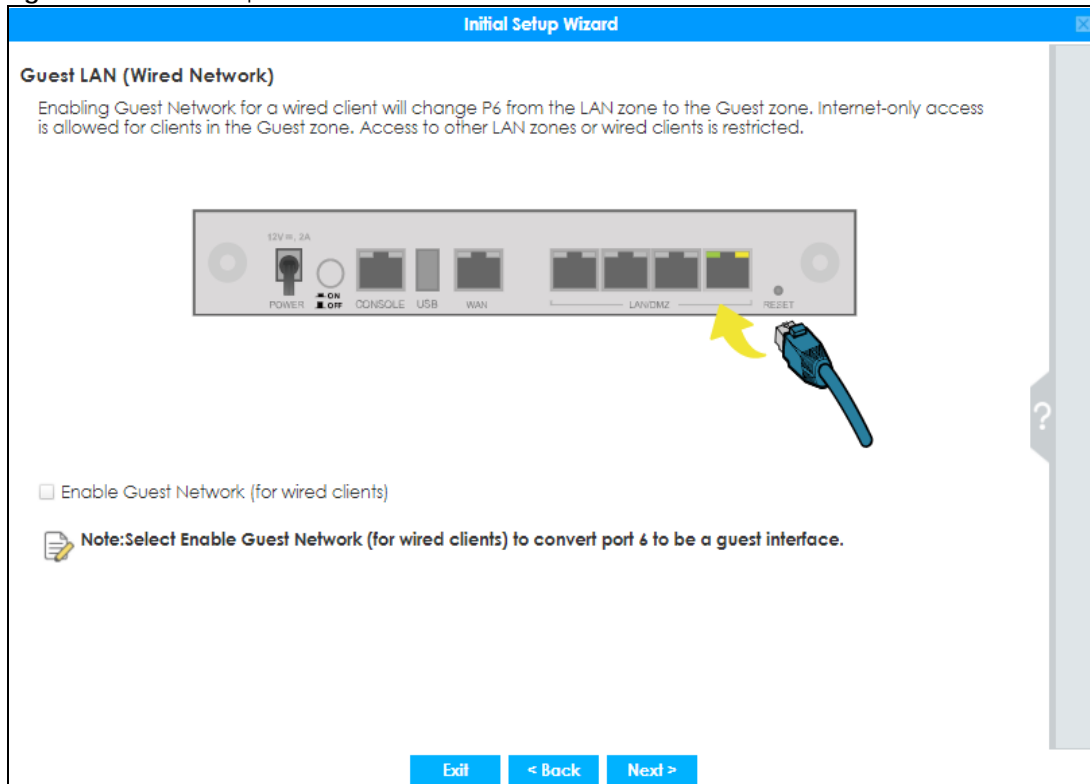 Initial Setup Wizard
Guest LAN (Wired Network)
Enabling Guest Network for a wired client will change P6 from the LAN zone to the Guest zone. Internet-only access
is allowed for clients in the Guest zone. Access to other LAN zones or wired clients is restricted.
12V⎓, 2A
POWER
ON
OFF
CONSOLE
USB
WAN
LAN/DMZ
RESET
?
Enable Guest Network (for wired clients)
Note:Select Enable Guest Network (for wired clients) to convert port 6 to be a guest interface.
Exit
< Back
Next >